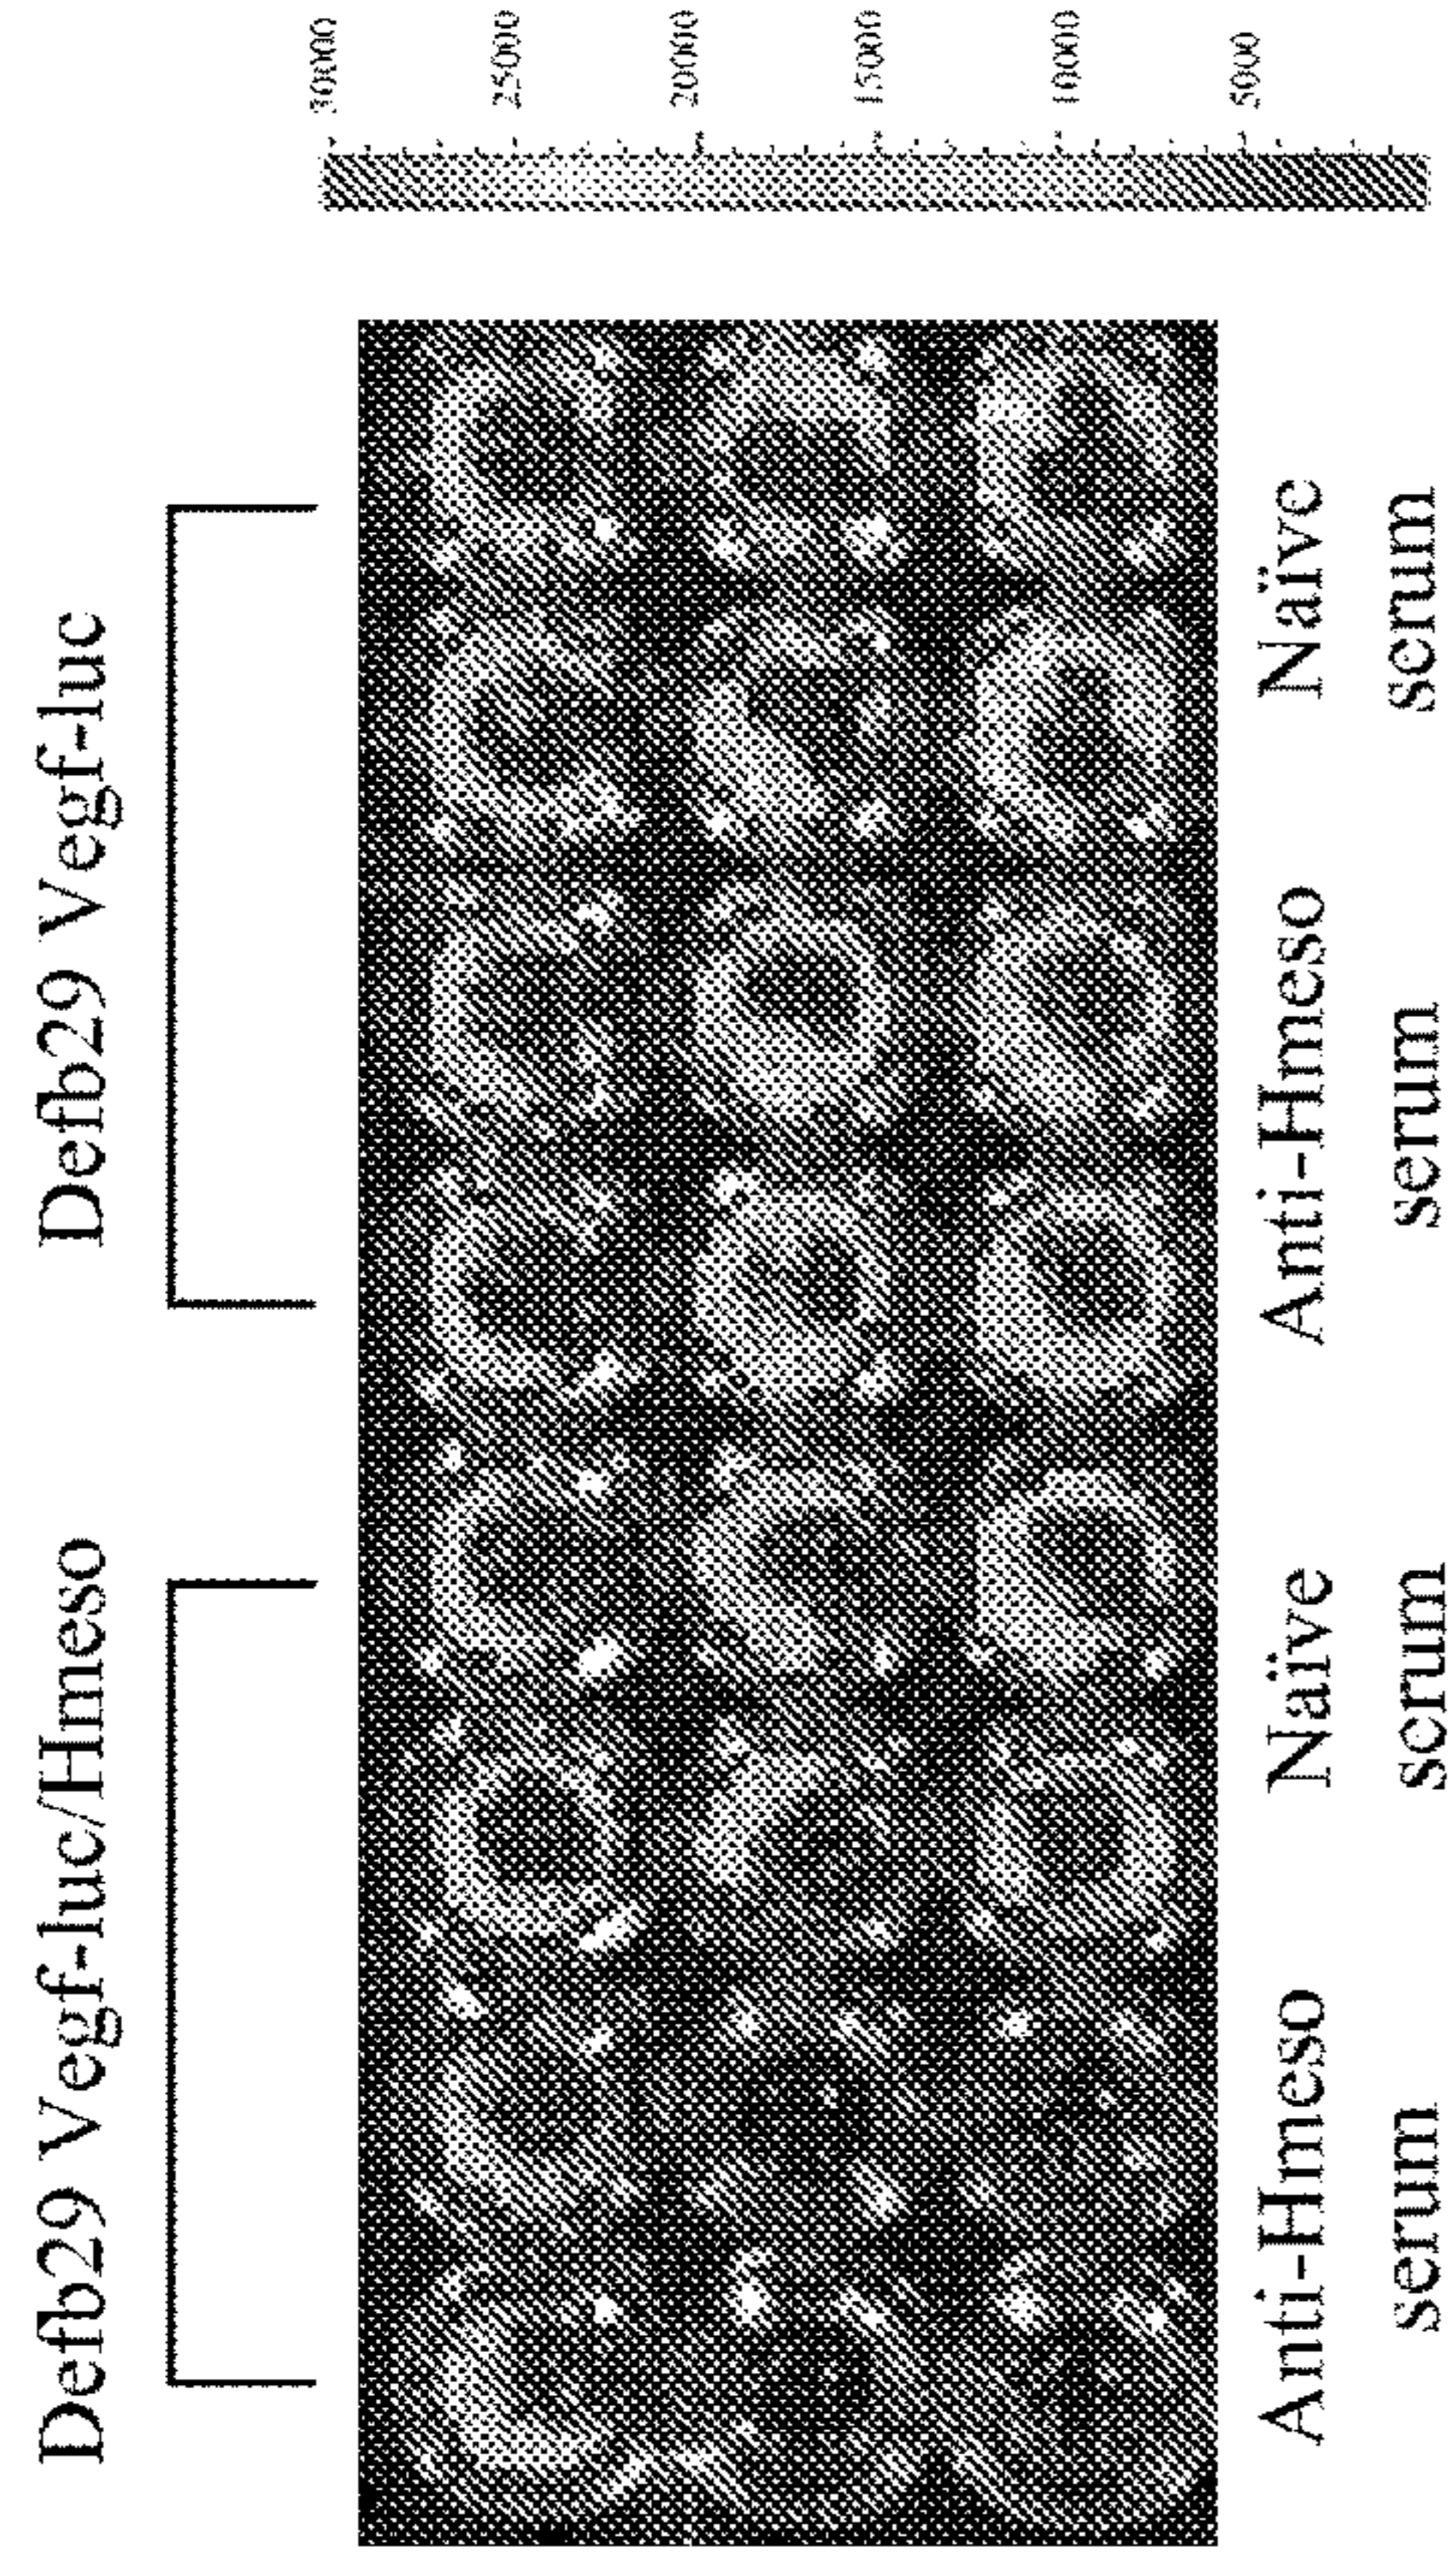 Defb29 Vegf-luc/Hmeso
Defb29 Vegf-luc
30000
25000
20000
15000
10000
5000
Anti-Hmeso
serum
Naïve
serum
Anti-Hmeso
serum
Naïve
serum